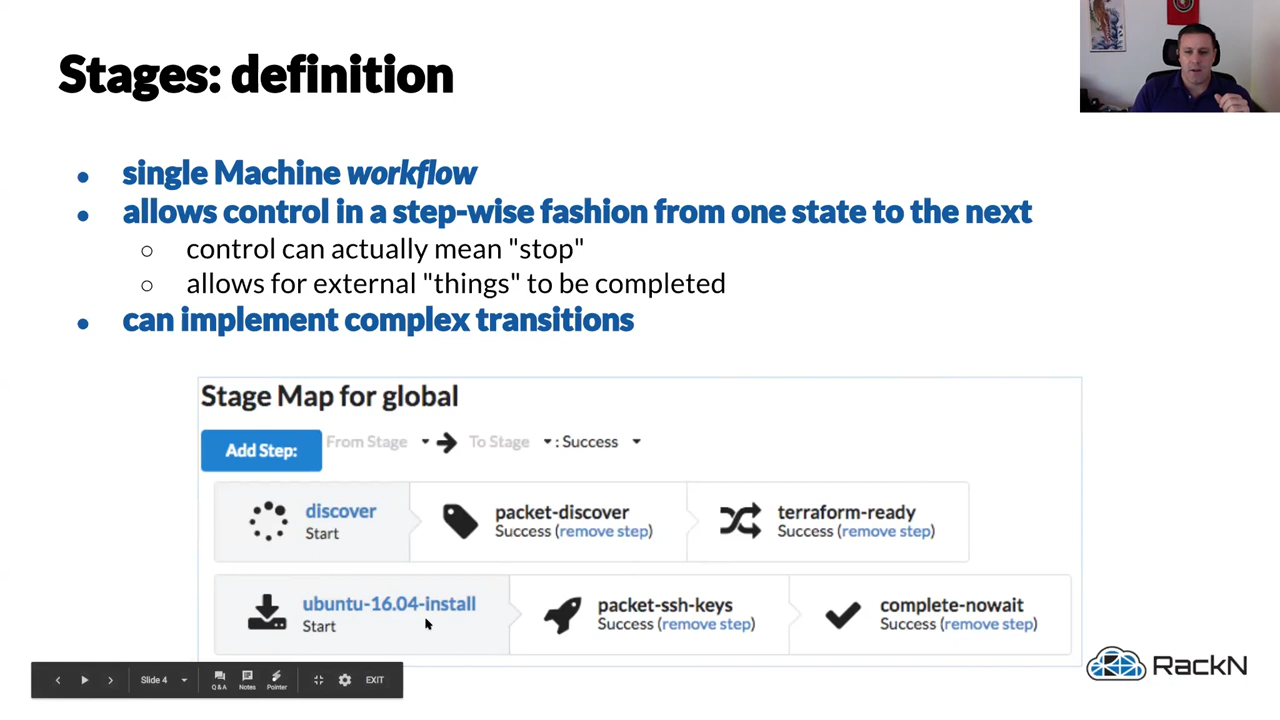 Stages: definition
● single Machine workflow
● allows control in a step-wise fashion from one state to the next
○ control can actually mean "stop"
○ allows for external "things" to be completed
● can implement complex transitions
Stage Map for global
Add Step: From Stage To Stage : Success
discover packet-discover terraform-ready
Start Success (remove step) Success (remove step)
ubuntu-16.04-install packet-ssh-keys complete-nowait
Start Success (remove step) Success (remove step)
RackN
Slide 4 Q&A Notes Pointer EXIT